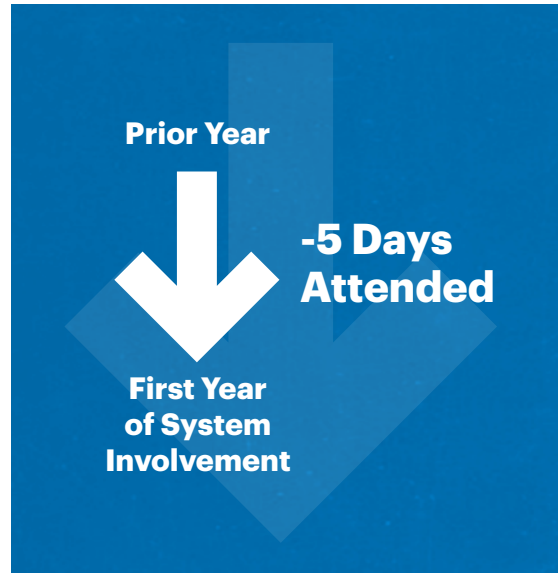 Prior Year
-5 Days
Attended
First Year
of System
Involvement